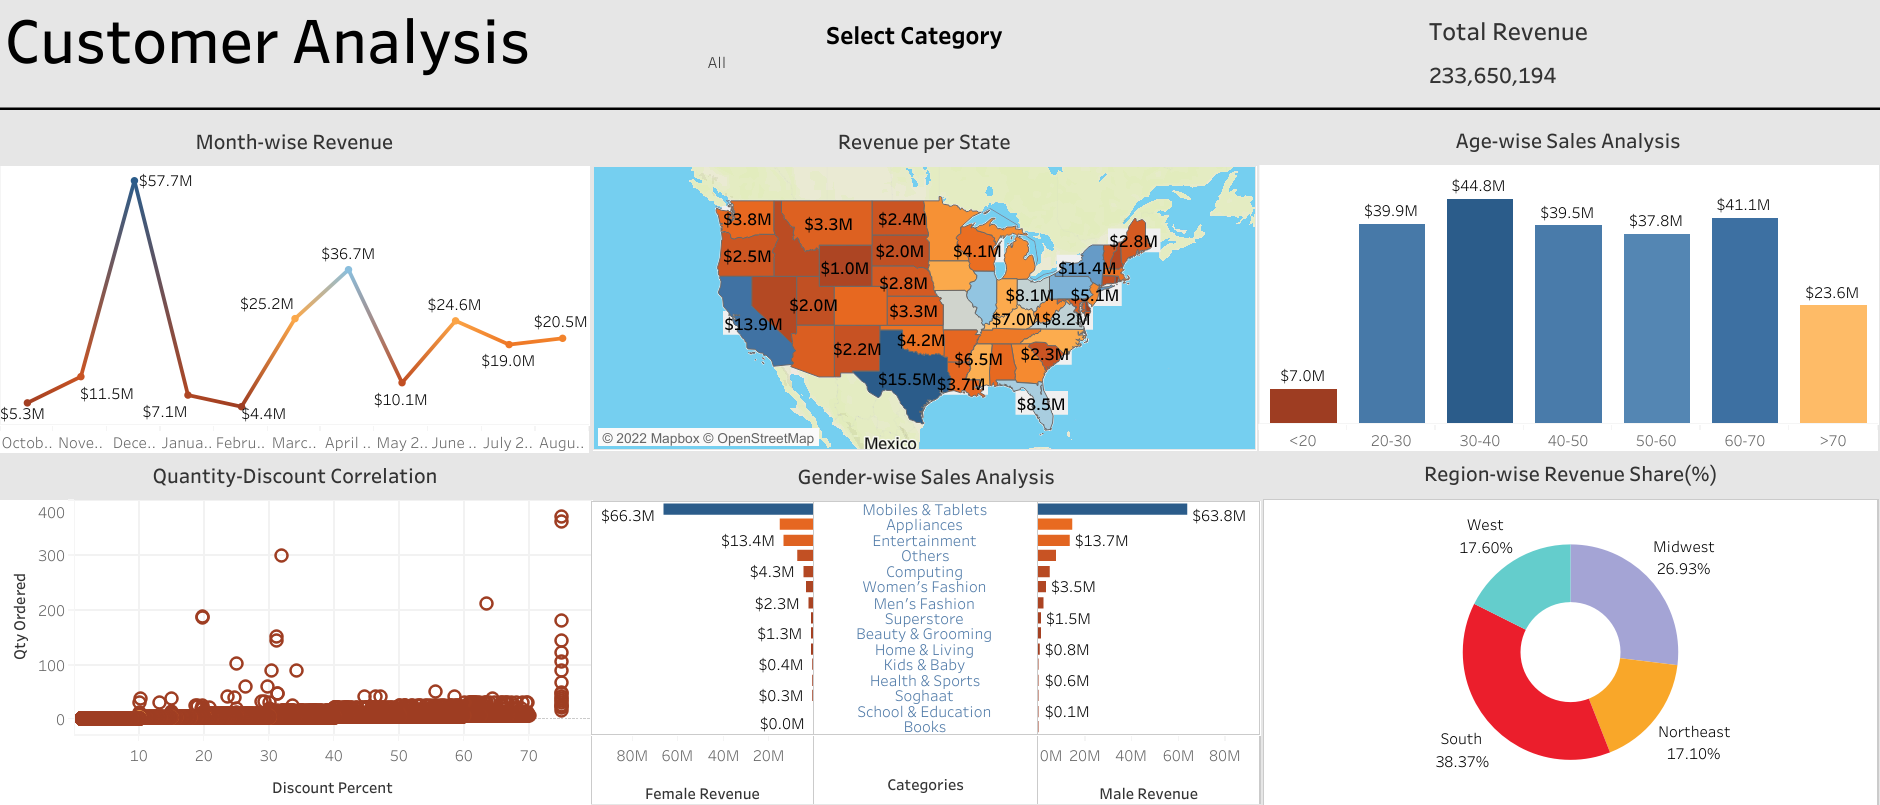 Customer Analysis
Select Category
All
Total Revenue
233,650,194
Month-wise Revenue
$57.7M
$36.7M
$25.2M
$24.6M
$20.5M
$19.0M
$11.5M
$10.1M
$7.1M
$5.3M
$4.4M
Octob.. Nove.. Dece.. Janua.. Febru.. Marc.. April .. May 2.. June .. July 2.. Augu..
Revenue per State
$3.8M
$3.3M
$2.4M
$2.8M
$2.5M
$2.0M
$4.1M
$1.0M
$11.4M
$2.8M
$2.0M
$8.1M
$5.1M
$3.3M
$13.9M
$7.0M
$8.2M
$4.2M
$2.2M
$6.5M
$2.3M
$15.5M
$3.7M
$8.5M
© 2022 Mapbox © OpenStreetMap
Mexico
Age-wise Sales Analysis
$7.0M
$39.9M
$44.8M
$39.5M
$37.8M
$41.1M
$23.6M
<20 20-30 30-40 40-50 50-60 60-70 >70
Quantity-Discount Correlation
Qty Ordered
400
300
200
100
0
10 20 30 40 50 60 70
Discount Percent
Gender-wise Sales Analysis
$66.3M Mobiles & Tablets $63.8M
Appliances
$13.4M Entertainment $13.7M
Others
$4.3M Computing
Women's Fashion $3.5M
$2.3M Men's Fashion
Superstore $1.5M
$1.3M Beauty & Grooming
Home & Living $0.8M
$0.4M Kids & Baby
Health & Sports $0.6M
$0.3M Soghaat
School & Education $0.1M
$0.0M Books
80M 60M 40M 20M 0M 20M 40M 60M 80M
Female Revenue Categories Male Revenue
Region-wise Revenue Share(%)
West
17.60%
Midwest
26.93%
South
38.37%
Northeast
17.10%